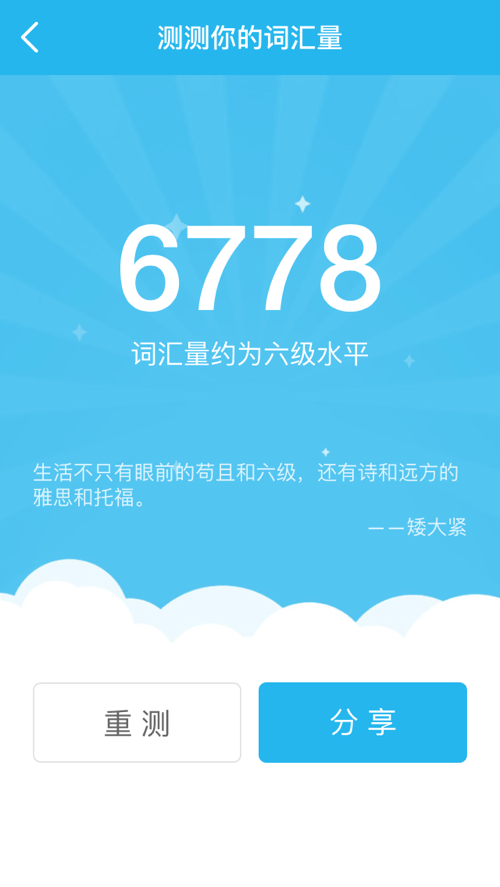 测测你的词汇量
6778
词汇量约为六级水平
生活不只有眼前的苟且和六级，还有诗和远方的
雅思和托福。
——矮大紧
重测
分享